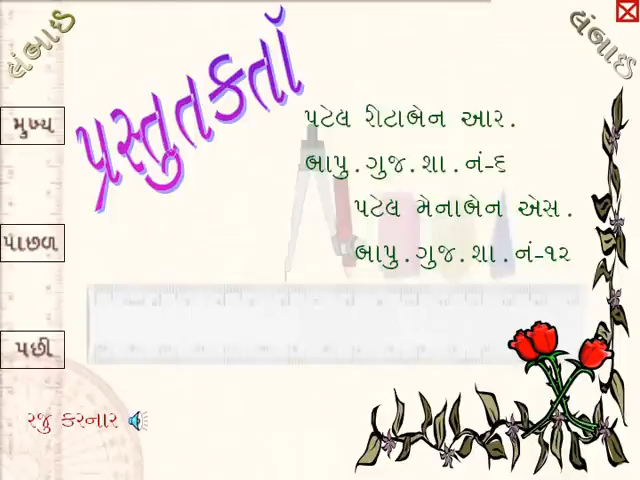 લંબાઈ
લંબાઈ
પ્રસ્તુતકર્તા
પટેલ રીટાબેન આર.
બાપુ.ગુજ.શા.નં-૬
પટેલ મેનાબેન એસ.
બાપુ.ગુજ.શા.નં-૧૨
મુખ્ય
પાછળ
પછી
રજુ કરનાર